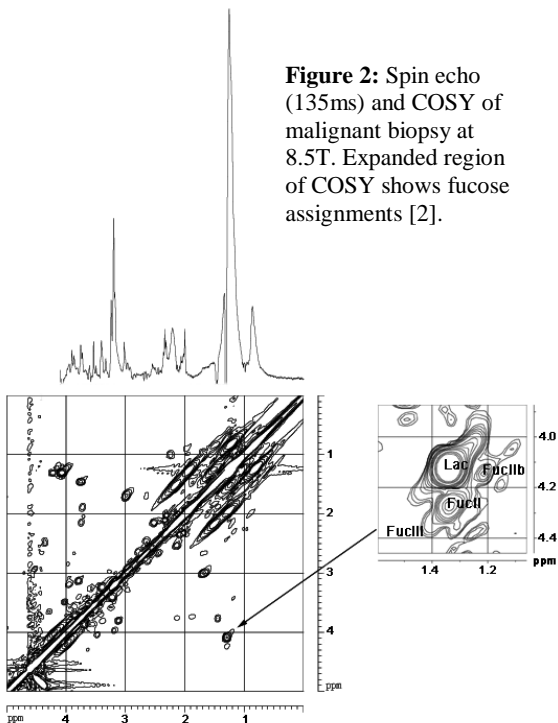 Figure 2: Spin echo
(135ms) and COSY of
malignant biopsy at
8.5T. Expanded region
of COSY shows fucose
assignments [2].
1
2
3
4
ppm
ppm 4 3 2 1
Lac
FucIIb
FucII
FucIII
4.0
4.2
4.4
ppm
1.4 1.2